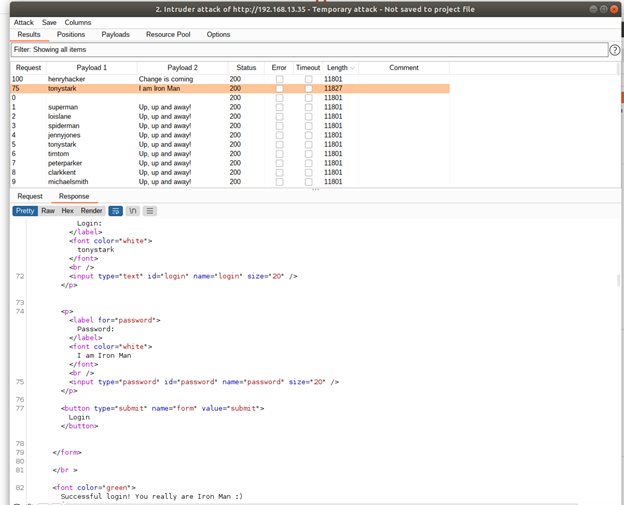 2. Intruder attack of http://192.168.13.35 - Temporary attack - Not saved to project file
Attack Save Columns
Results Positions Payloads Resource Pool Options
Filter: Showing all items
Request Payload 1 Payload 2 Status Error Timeout Length Comment
100 henryhacker Change is coming 200 11801
75 tonystark I am Iron Man 200 11827
0 200 11801
1 superman Up, up and away! 200 11801
2 loislane Up, up and away! 200 11801
3 spiderman Up, up and away! 200 11801
4 jennyjones Up, up and away! 200 11801
5 tonystark Up, up and away! 200 11801
6 timtom Up, up and away! 200 11801
7 peterparker Up, up and away! 200 11801
8 clarkkent Up, up and away! 200 11801
9 michaelsmith Up, up and away! 200 11801
Request Response
Pretty Raw Hex Render \n
Login:
</label>
<font color="white">
tonystark
</font>
<br />
72 <input type="text" id="login" name="login" size="20" />
</p>
73
74 <p>
<label for="password">
Password:
</label>
<font color="white">
I am Iron Man
</font>
<br />
75 <input type="password" id="password" name="password" size="20" />
</p>
76
77 <button type="submit" name="form" value="submit">
Login
</button>
78
79 </form>
80
81 </br >
82 <font color="green">
Successful login! You really are Iron Man :)